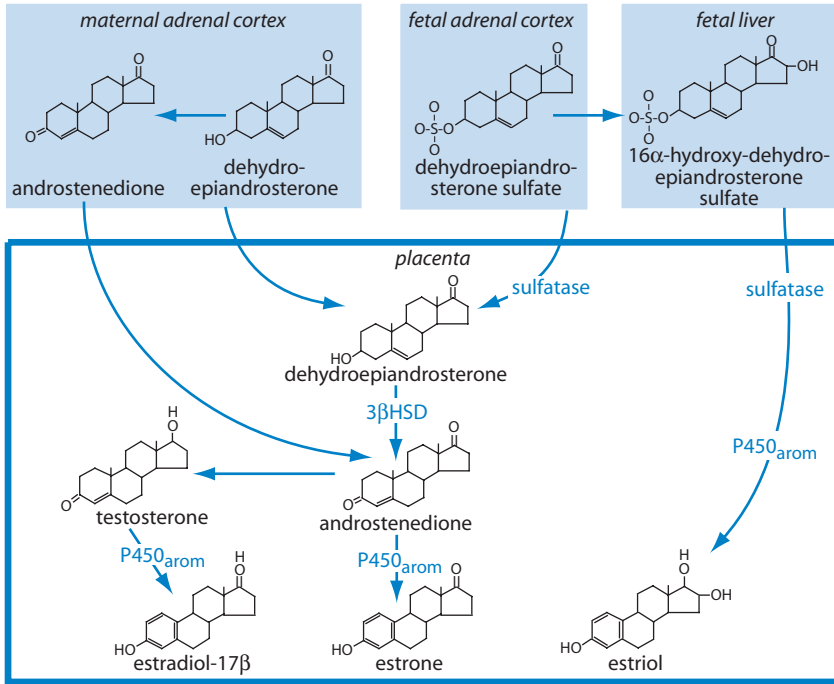 maternal adrenal cortex
fetal adrenal cortex
fetal liver
O
O
HO
androstenedione
dehydro-
epiandrosterone
O
O
O-S-O
O
dehydroepiandro-
sterone sulfate
O
OH
O
O-S-O
O
16α-hydroxy-dehydro-
epiandrosterone
sulfate
placenta
sulfatase
sulfatase
O
HO
dehydroepiandrosterone
3βHSD
P450arom
H
O
O
testosterone
O
O
androstenedione
P450arom
P450arom
H
O
HO
estradiol-17β
O
HO
estrone
H
O
OH
HO
estriol